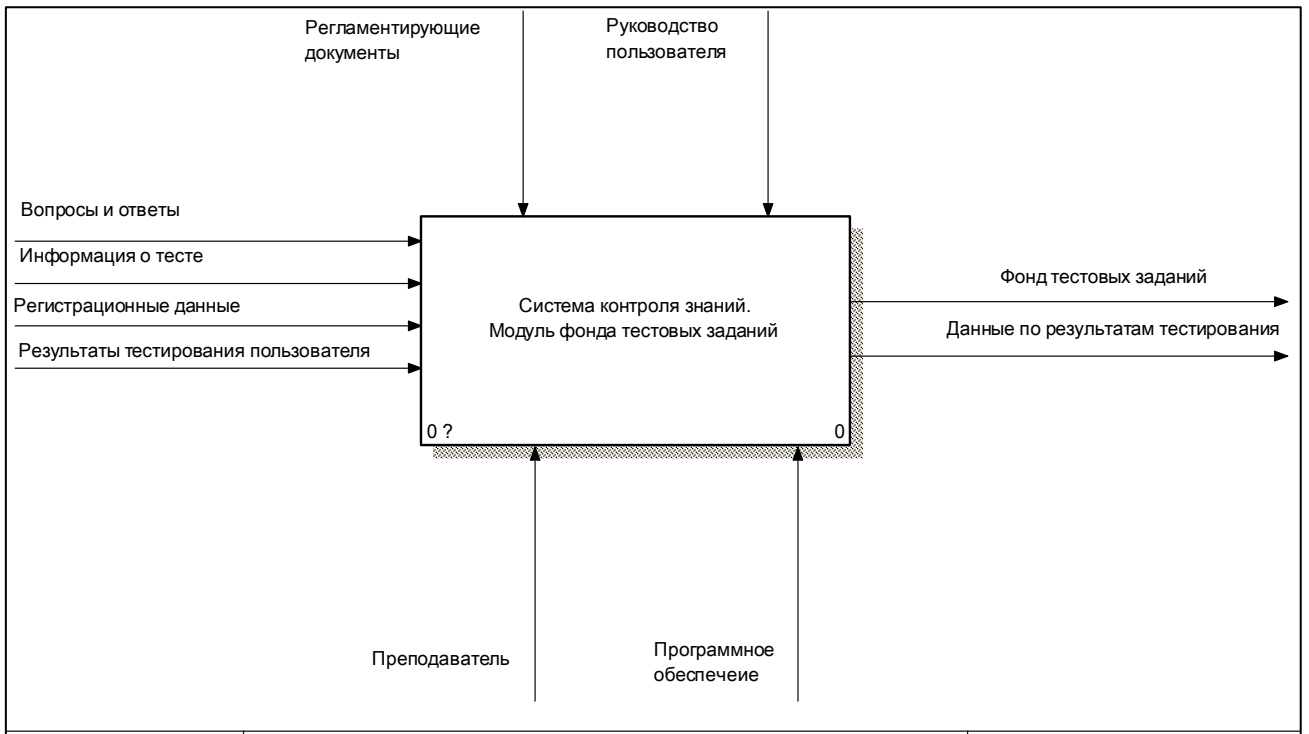 Регламентирующие
документы
Руководство
пользователя
Вопросы и ответы
Информация о тесте
Регистрационные данные
Результаты тестирования пользователя
Система контроля знаний.
Модуль фонда тестовых заданий
0 ?
0
Фонд тестовых заданий
Данные по результатам тестирования
Преподаватель
Программное
обеспечеие